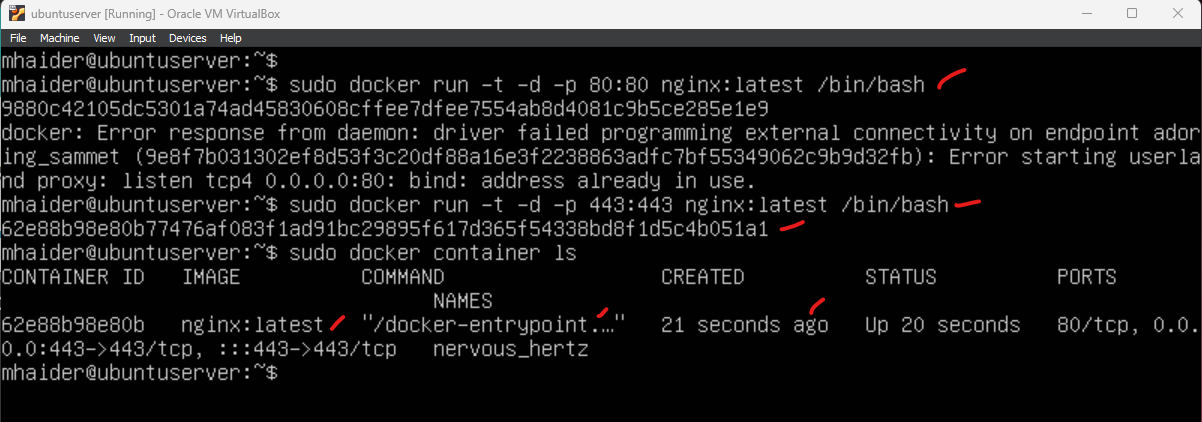 ubuntuserver [Running] - Oracle VM VirtualBox
File Machine View Input Devices Help
mhaider@ubuntuserver:~$
mhaider@ubuntuserver:~$ sudo docker run -t -d -p 80:80 nginx:latest /bin/bash
9880c42105dc5301a74ad45830608cffee7dfee7554ab8d4081c9b5ce285e1e9
docker: Error response from daemon: driver failed programming external connectivity on endpoint ador
ing_sammet (9e8f7b031302ef8d53f3c20df88a16e3f2238863adfc7bf55349062c9b9d32fb): Error starting userla
nd proxy: listen tcp4 0.0.0.0:80: bind: address already in use.
mhaider@ubuntuserver:~$ sudo docker run -t -d -p 443:443 nginx:latest /bin/bash
62e88b98e80b77476af083f1ad91bc29895f617d365f54338bd8f1d5c4b051a1
mhaider@ubuntuserver:~$ sudo docker container ls
CONTAINER ID IMAGE COMMAND CREATED STATUS PORTS
NAMES
62e88b98e80b nginx:latest "/docker-entrypoint.…" 21 seconds ago Up 20 seconds 80/tcp, 0.0.
0.0:443->443/tcp, :::443->443/tcp nervous_hertz
mhaider@ubuntuserver:~$